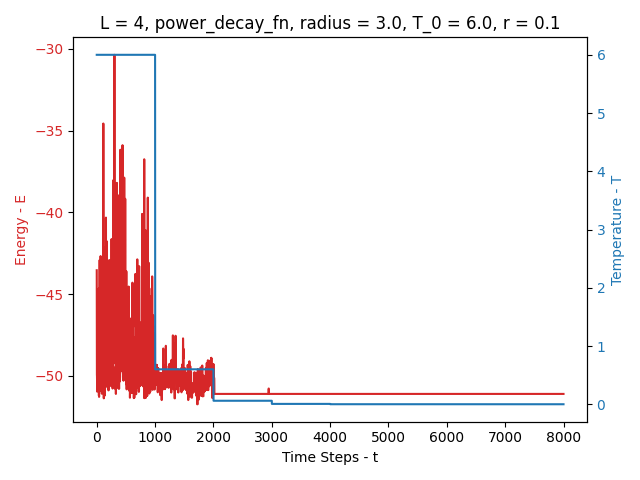 L = 4, power_decay_fn, radius = 3.0, T_0 = 6.0, r = 0.1
Energy - E
−30
−35
−40
−45
−50
6
5
4
3
2
1
0
Temperature - T
0 1000 2000 3000 4000 5000 6000 7000 8000
Time Steps - t